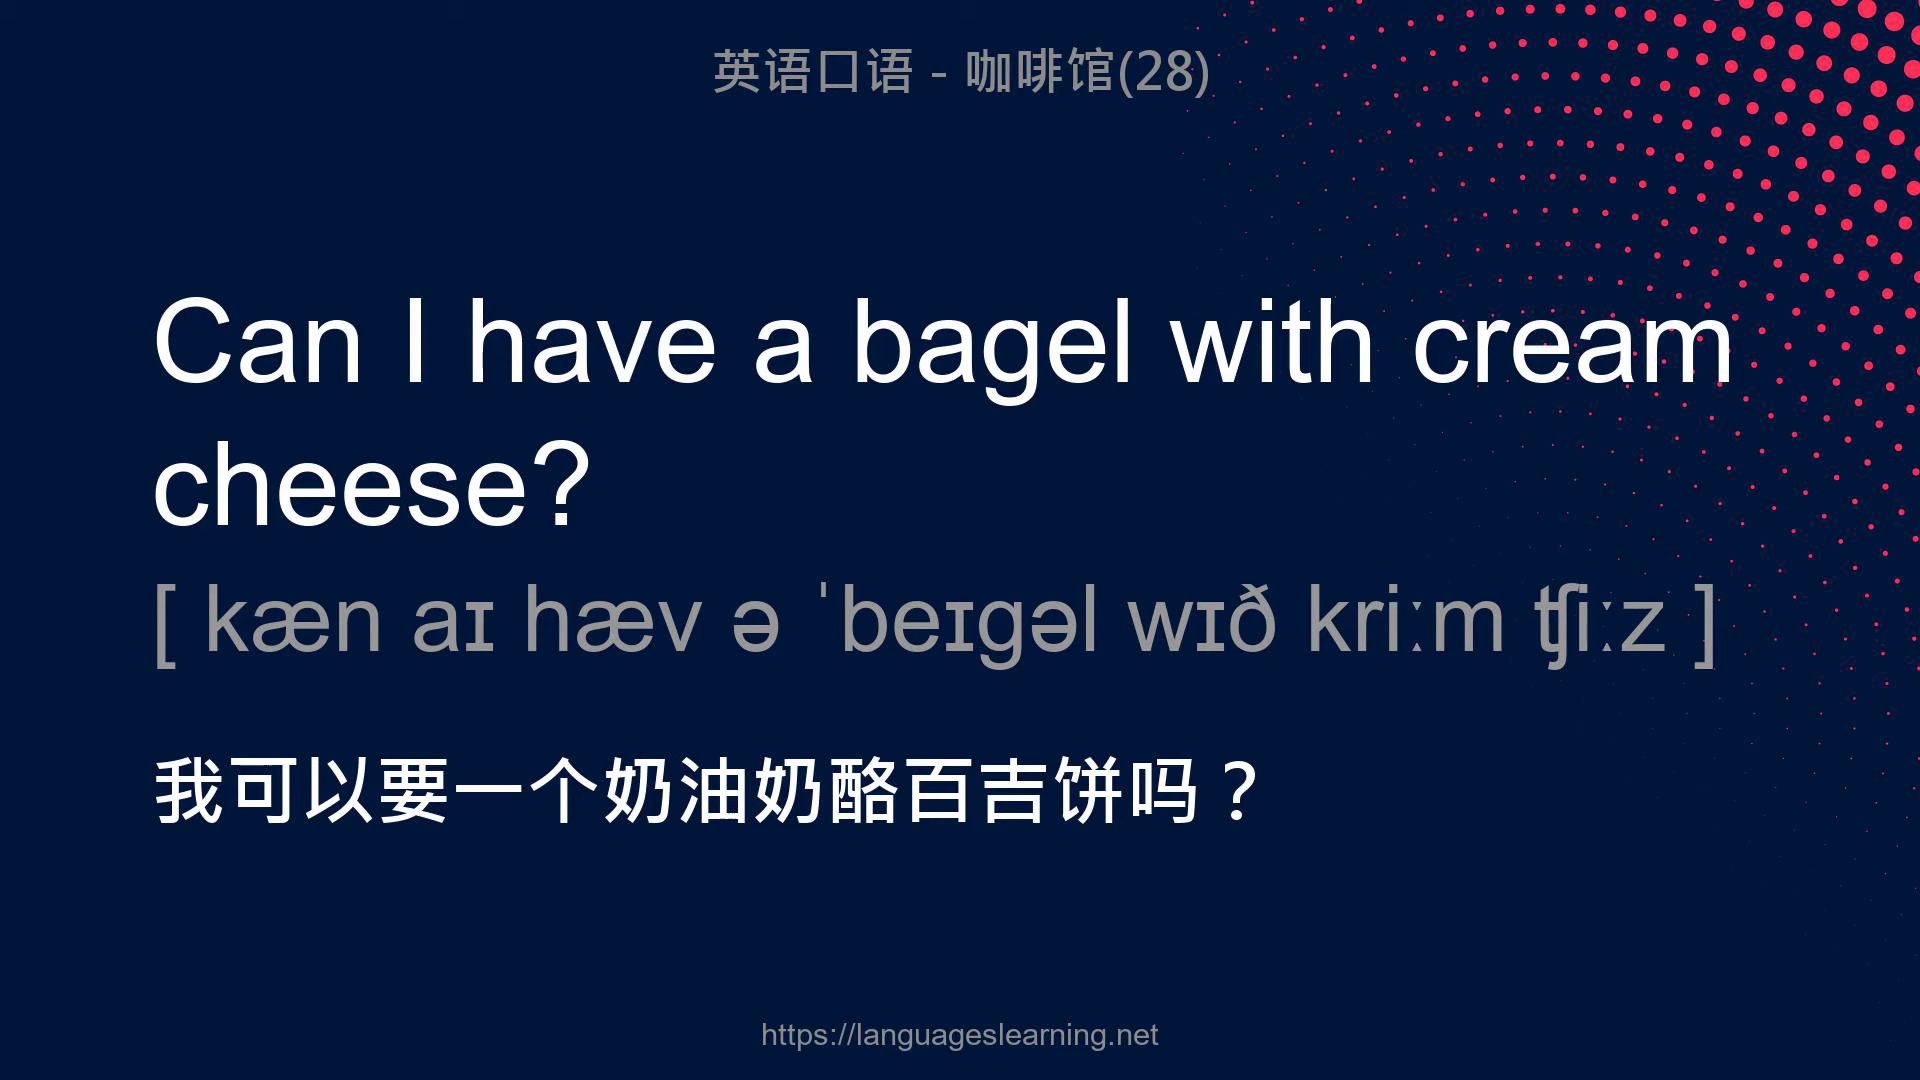 英语口语 - 咖啡馆(28)
Can I have a bagel with cream
cheese?
[ kæn aɪ hæv ə ˈbeɪgəl wɪð kriːm ʧiːz ]
我可以要一个奶油奶酪百吉饼吗？
https://languageslearning.net